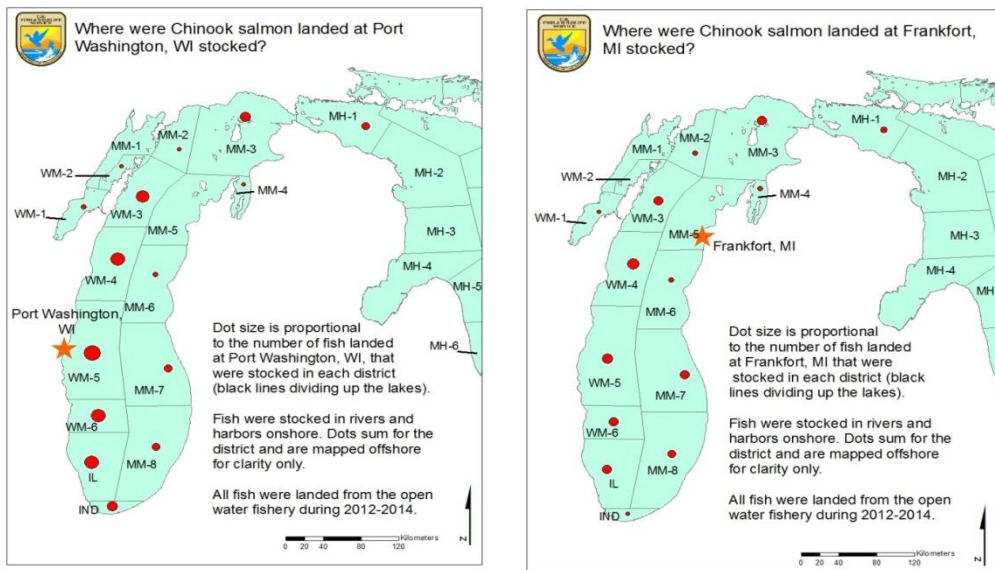 U.S.
FISH & WILDLIFE
SERVICE
Where were Chinook salmon landed at Port
Washington, WI stocked?
MM-1
MM-2
MM-3
MH-1
WM-2
MM-4
MH-2
WM-1
WM-3
MM-5
MH-3
WM-4
MH-4
MH-5
MM-6
Port Washington,
WI
Dot size is proportional
to the number of fish landed
at Port Washington, WI, that
were stocked in each district
(black lines dividing up the lakes).
MH-6
WM-5
MM-7
Fish were stocked in rivers and
harbors onshore. Dots sum for the
district and are mapped offshore
for clarity only.
WM-6
MM-8
IL
All fish were landed from the open
water fishery during 2012-2014.
IND
Kilometers
0 20 40 80 120
N
U.S.
FISH & WILDLIFE
SERVICE
Where were Chinook salmon landed at Frankfort,
MI stocked?
MM-1
MM-2
MM-3
MH-1
WM-2
MM-4
MH-2
WM-1
WM-3
MM-5
Frankfort, MI
MH-3
WM-4
MH-4
MH
MM-6
Dot size is proportional
to the number of fish landed
at Frankfort, MI that were
stocked in each district (black
lines dividing up the lakes).
WM-5
MM-7
Fish were stocked in rivers and
harbors onshore. Dots sum for the
district and are mapped offshore
for clarity only.
WM-6
MM-8
IL
All fish were landed from the open
water fishery during 2012-2014.
IND
Kilometers
0 20 40 80 120
N